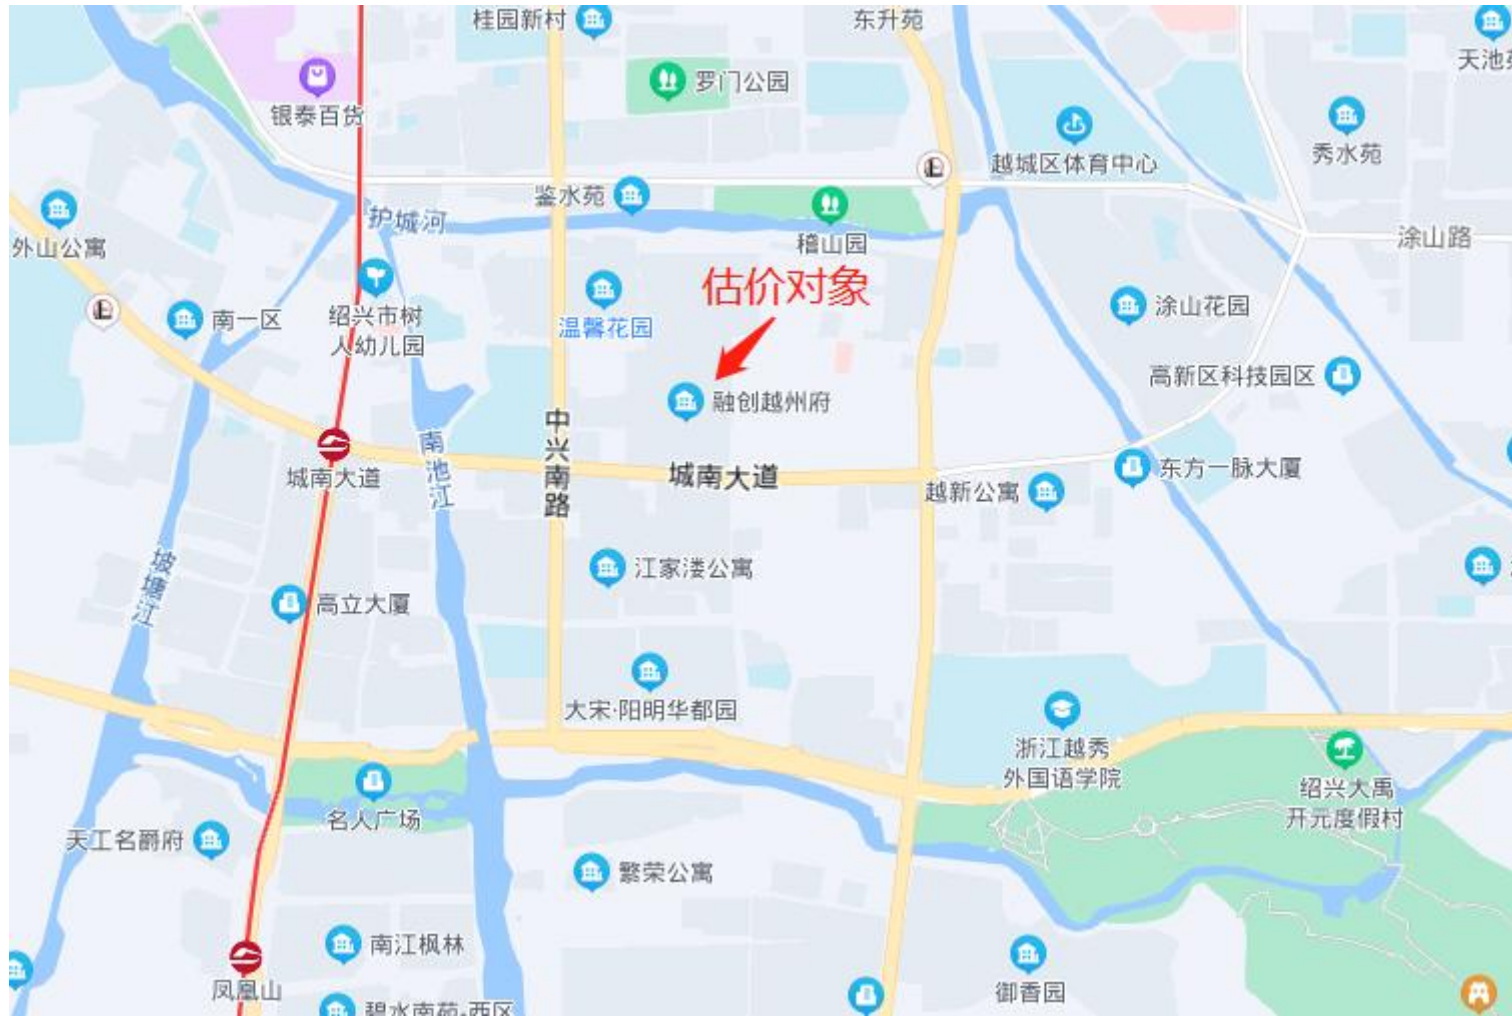 桂园新村
东升苑
天池苑
罗门公园
银泰百货
越城区体育中心
秀水苑
鉴水苑
护城河
稽山园
涂山路
外山公寓
估价对象
南一区
绍兴市树
人幼儿园
温馨花园
涂山花园
高新区科技园区
融创越州府
中兴南路
南池江
城南大道
城南大道
越新公寓
东方一脉大厦
坡塘江
江家溇公寓
高立大厦
大宋·阳明华都园
浙江越秀
外国语学院
绍兴大禹
开元度假村
名人广场
天工名爵府
繁荣公寓
南江枫林
凤凰山
御香园
碧水南苑-西区